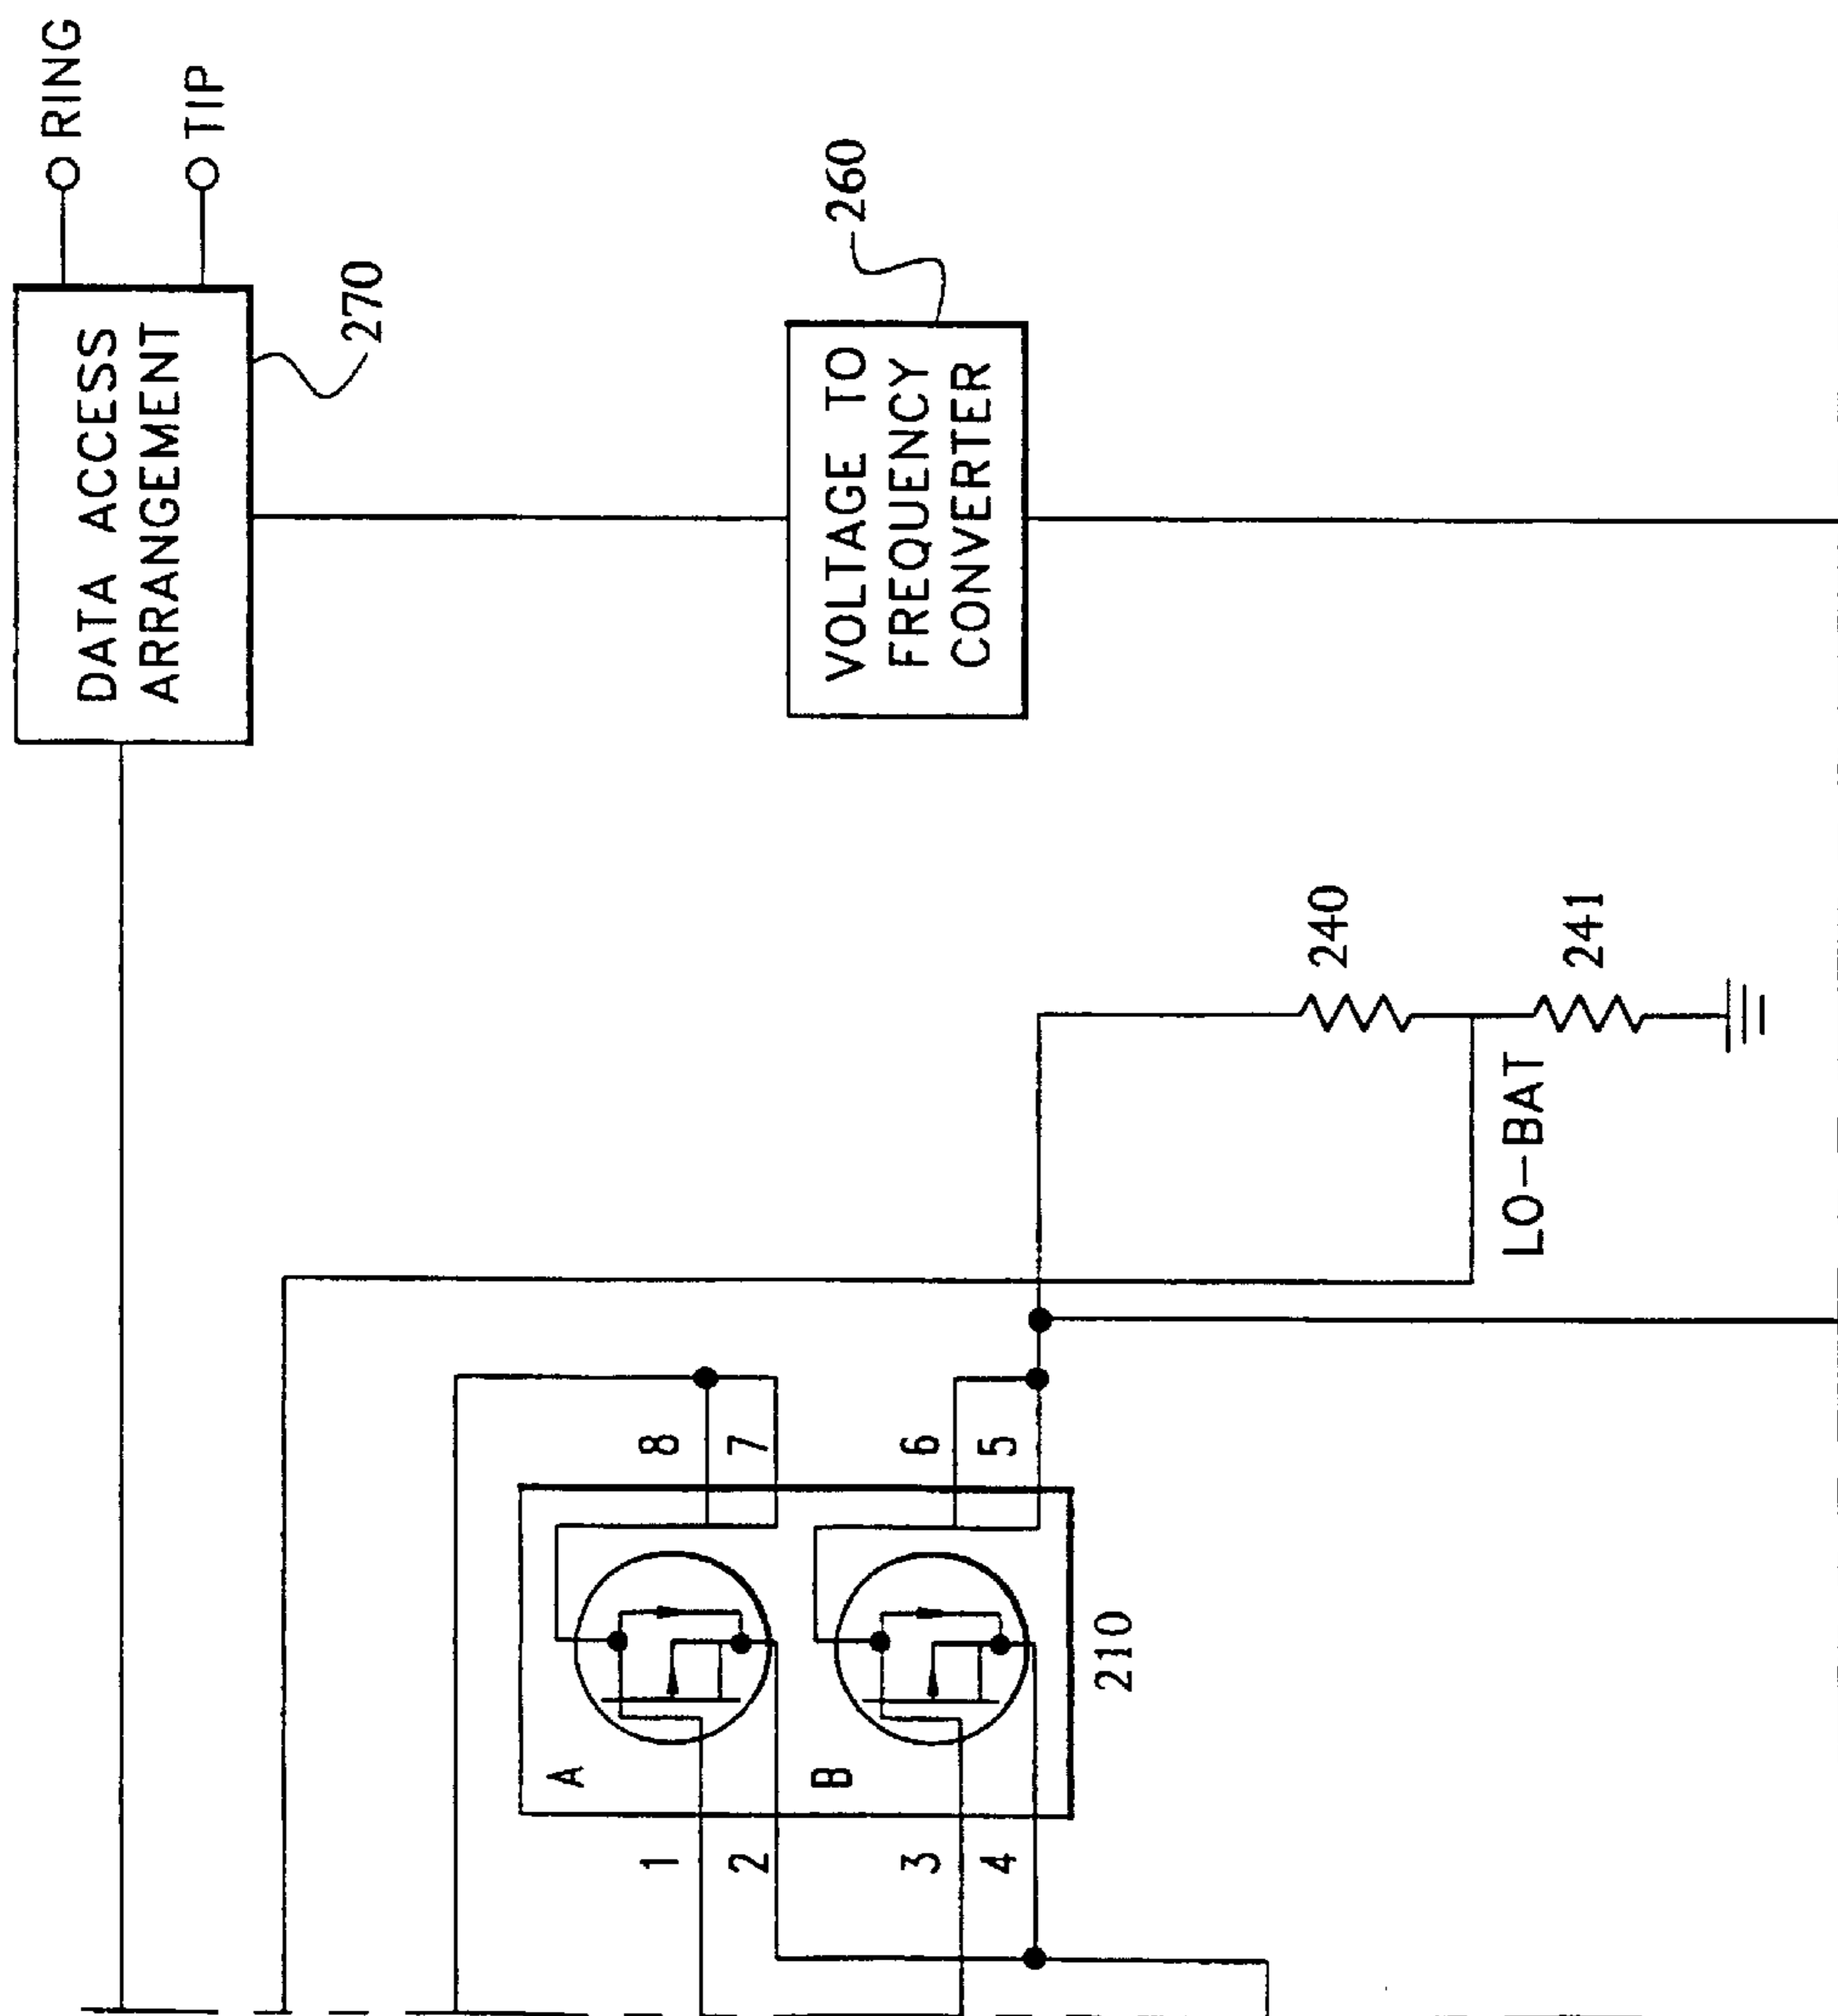 RING
TIP
DATA ACCESS
ARRANGEMENT
270
VOLTAGE TO
FREQUENCY
CONVERTER
260
240
241
LO-BAT
8
7
6
5
A
B
210
1
2
3
4